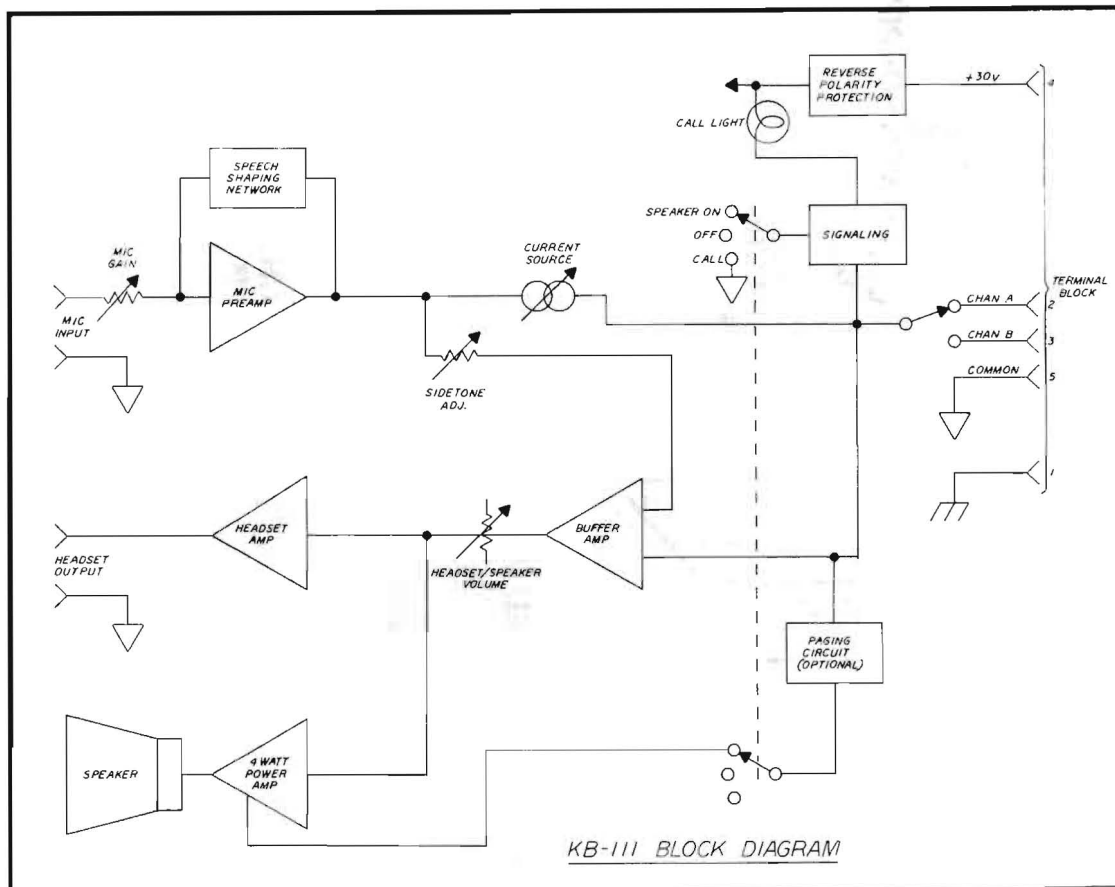 REVERSE
POLARITY
PROTECTION
+30V
4
CALL LIGHT
SPEECH
SHAPING
NETWORK
SPEAKER ON
OFF
CALL
SIGNALING
MIC
GAIN
MIC
PREAMP
CURRENT
SOURCE
MIC
INPUT
TERMINAL
BLOCK
CHAN. A
2
CHAN B
3
COMMON
5
SIDETONE
ADJ.
1
HEADSET
AMP
BUFFER
AMP
HEADSET
OUTPUT
HEADSET/SPEAKER
VOLUME
PAGING
CIRCUIT
(OPTIONAL)
SPEAKER
4 WATT
POWER
AMP
KB-111 BLOCK DIAGRAM